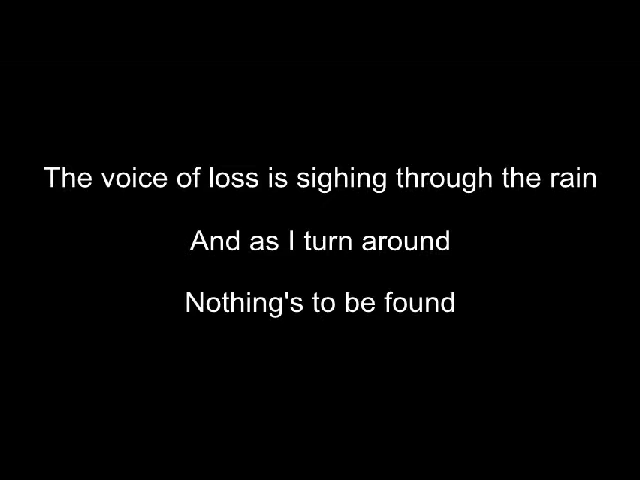 The voice of loss is sighing through the rain
And as I turn around
Nothing's to be found